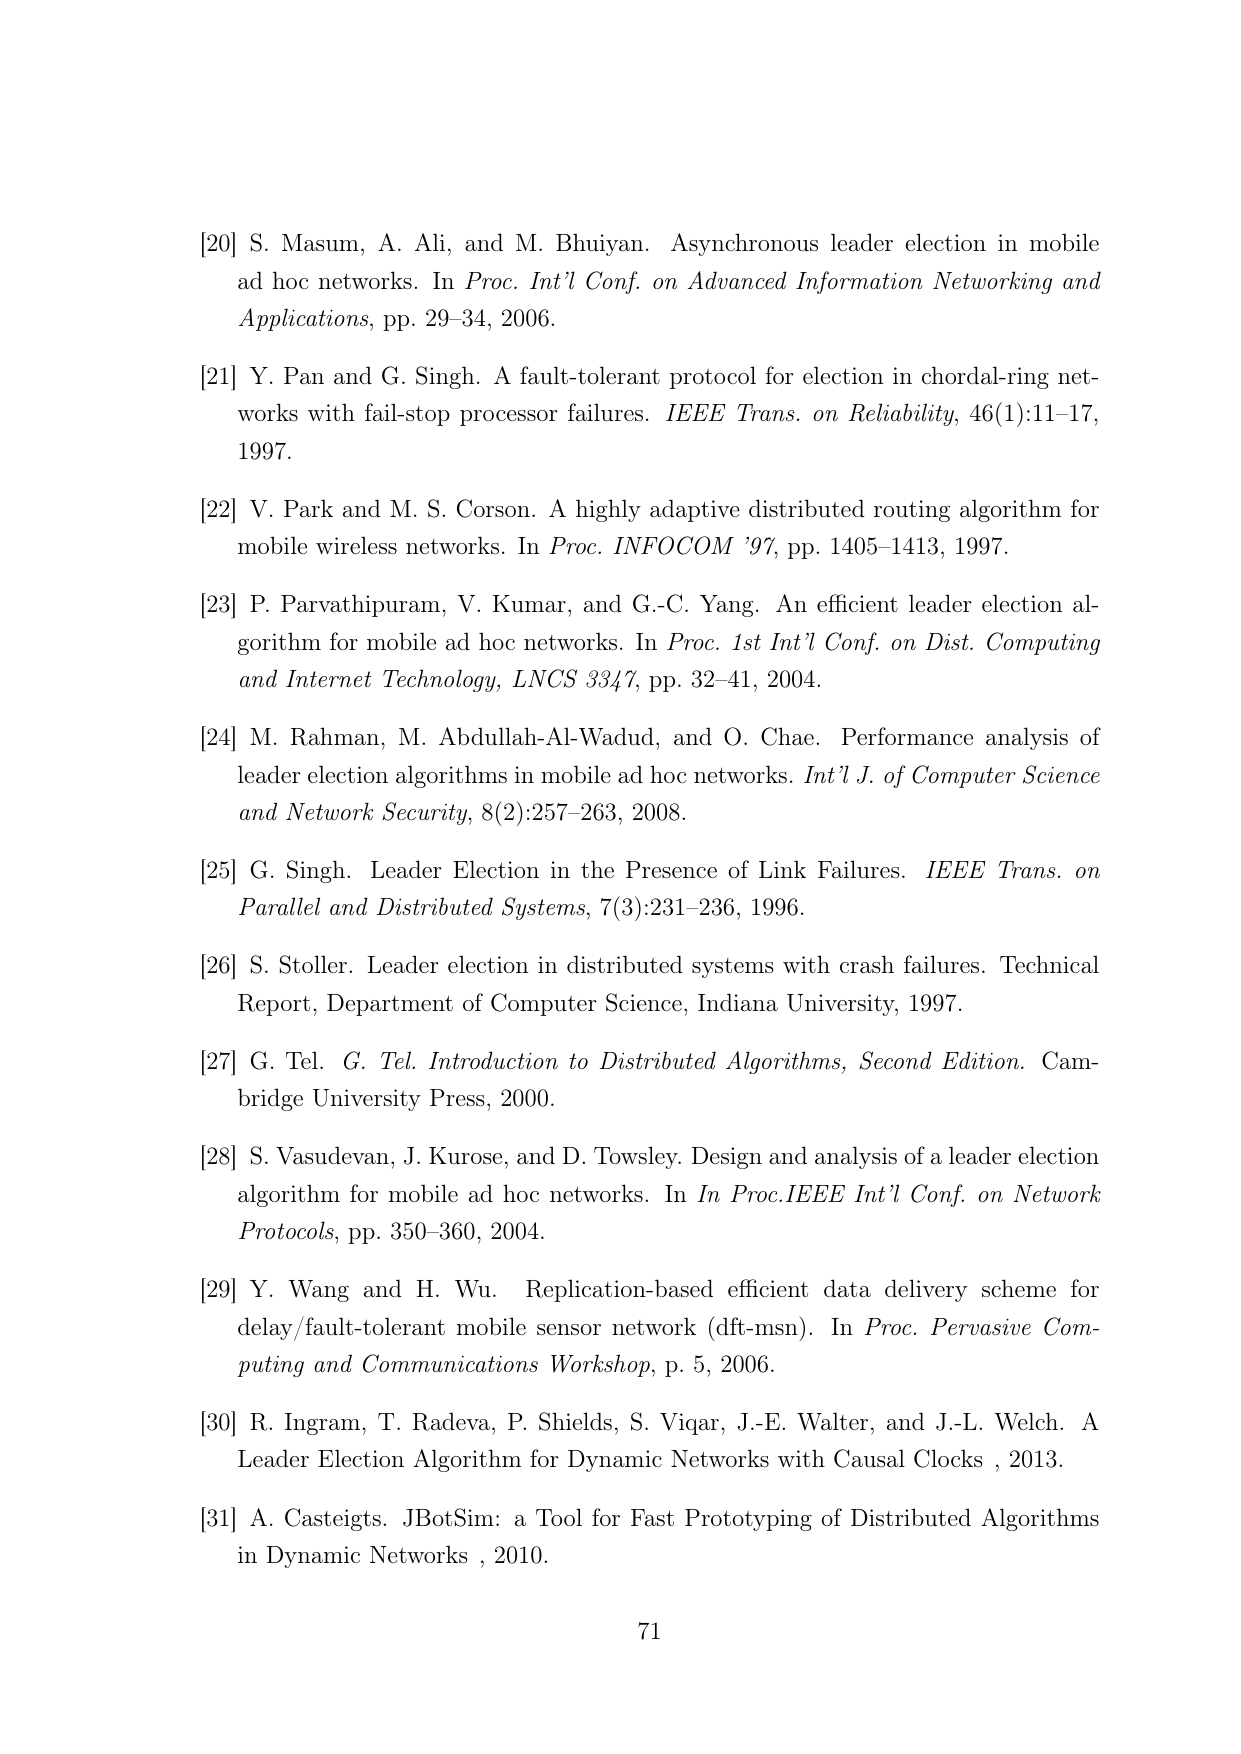 [20] S. Masum, A. Ali, and M. Bhuiyan. Asynchronous leader election in mobile
ad hoc networks. In Proc. Int'l Conf. on Advanced Information Networking and
Applications, pp. 29–34, 2006.
[21] Y. Pan and G. Singh. A fault-tolerant protocol for election in chordal-ring net-
works with fail-stop processor failures. IEEE Trans. on Reliability, 46(1):11–17,
1997.
[22] V. Park and M. S. Corson. A highly adaptive distributed routing algorithm for
mobile wireless networks. In Proc. INFOCOM '97, pp. 1405–1413, 1997.
[23] P. Parvathipuram, V. Kumar, and G.-C. Yang. An efficient leader election al-
gorithm for mobile ad hoc networks. In Proc. 1st Int'l Conf. on Dist. Computing
and Internet Technology, LNCS 3347, pp. 32–41, 2004.
[24] M. Rahman, M. Abdullah-Al-Wadud, and O. Chae. Performance analysis of
leader election algorithms in mobile ad hoc networks. Int'l J. of Computer Science
and Network Security, 8(2):257–263, 2008.
[25] G. Singh. Leader Election in the Presence of Link Failures. IEEE Trans. on
Parallel and Distributed Systems, 7(3):231–236, 1996.
[26] S. Stoller. Leader election in distributed systems with crash failures. Technical
Report, Department of Computer Science, Indiana University, 1997.
[27] G. Tel. G. Tel. Introduction to Distributed Algorithms, Second Edition. Cam-
bridge University Press, 2000.
[28] S. Vasudevan, J. Kurose, and D. Towsley. Design and analysis of a leader election
algorithm for mobile ad hoc networks. In In Proc.IEEE Int'l Conf. on Network
Protocols, pp. 350–360, 2004.
[29] Y. Wang and H. Wu. Replication-based efficient data delivery scheme for
delay/fault-tolerant mobile sensor network (dft-msn). In Proc. Pervasive Com-
puting and Communications Workshop, p. 5, 2006.
[30] R. Ingram, T. Radeva, P. Shields, S. Viqar, J.-E. Walter, and J.-L. Welch. A
Leader Election Algorithm for Dynamic Networks with Causal Clocks , 2013.
[31] A. Casteigts. JBotSim: a Tool for Fast Prototyping of Distributed Algorithms
in Dynamic Networks , 2010.
71